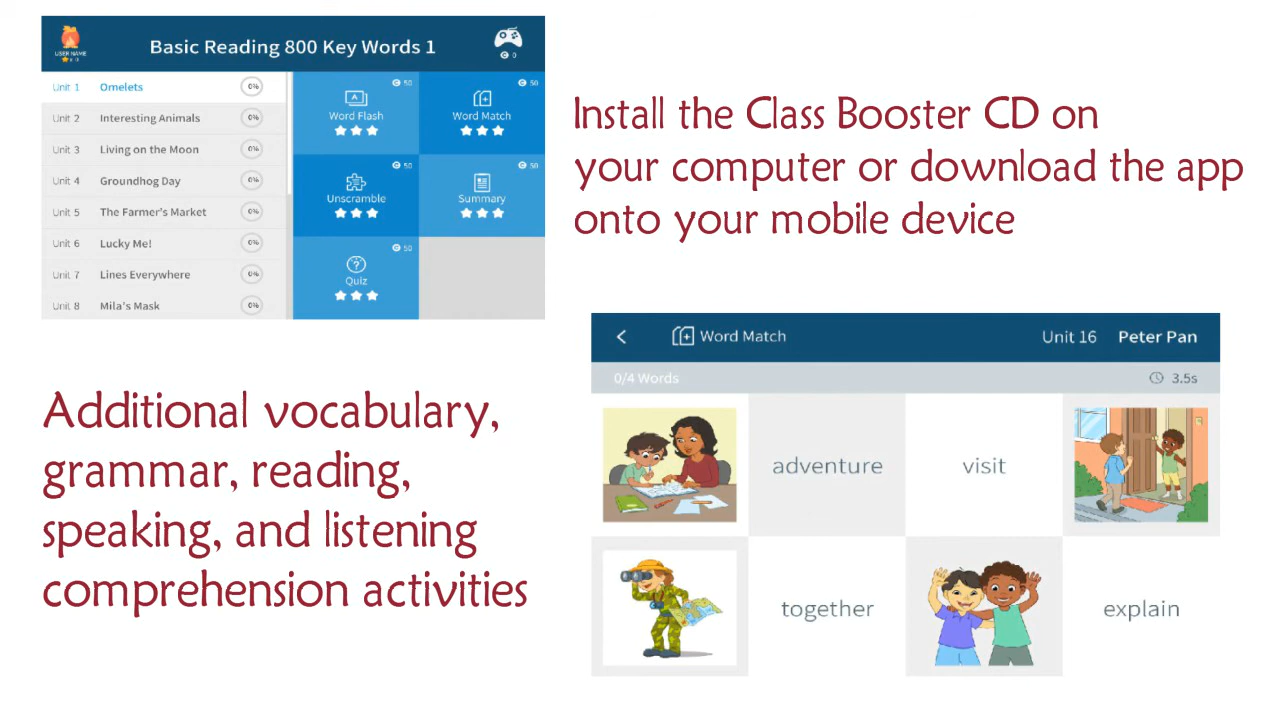 USER NAME
Basic Reading 800 Key Words 1
0
Unit 1 Omelets 0%
Unit 2 Interesting Animals 0%
Unit 3 Living on the Moon 0%
Unit 4 Groundhog Day 0%
Unit 5 The Farmer's Market 0%
Unit 6 Lucky Me! 0%
Unit 7 Lines Everywhere 0%
Unit 8 Mila's Mask 0%
50
Word Flash
50
Word Match
50
Unscramble
50
Summary
50
Quiz
Install the Class Booster CD on
your computer or download the app
onto your mobile device
Additional vocabulary,
grammar, reading,
speaking, and listening
comprehension activities
Word Match Unit 16 Peter Pan
0/4 Words 3.5s
adventure visit
together explain